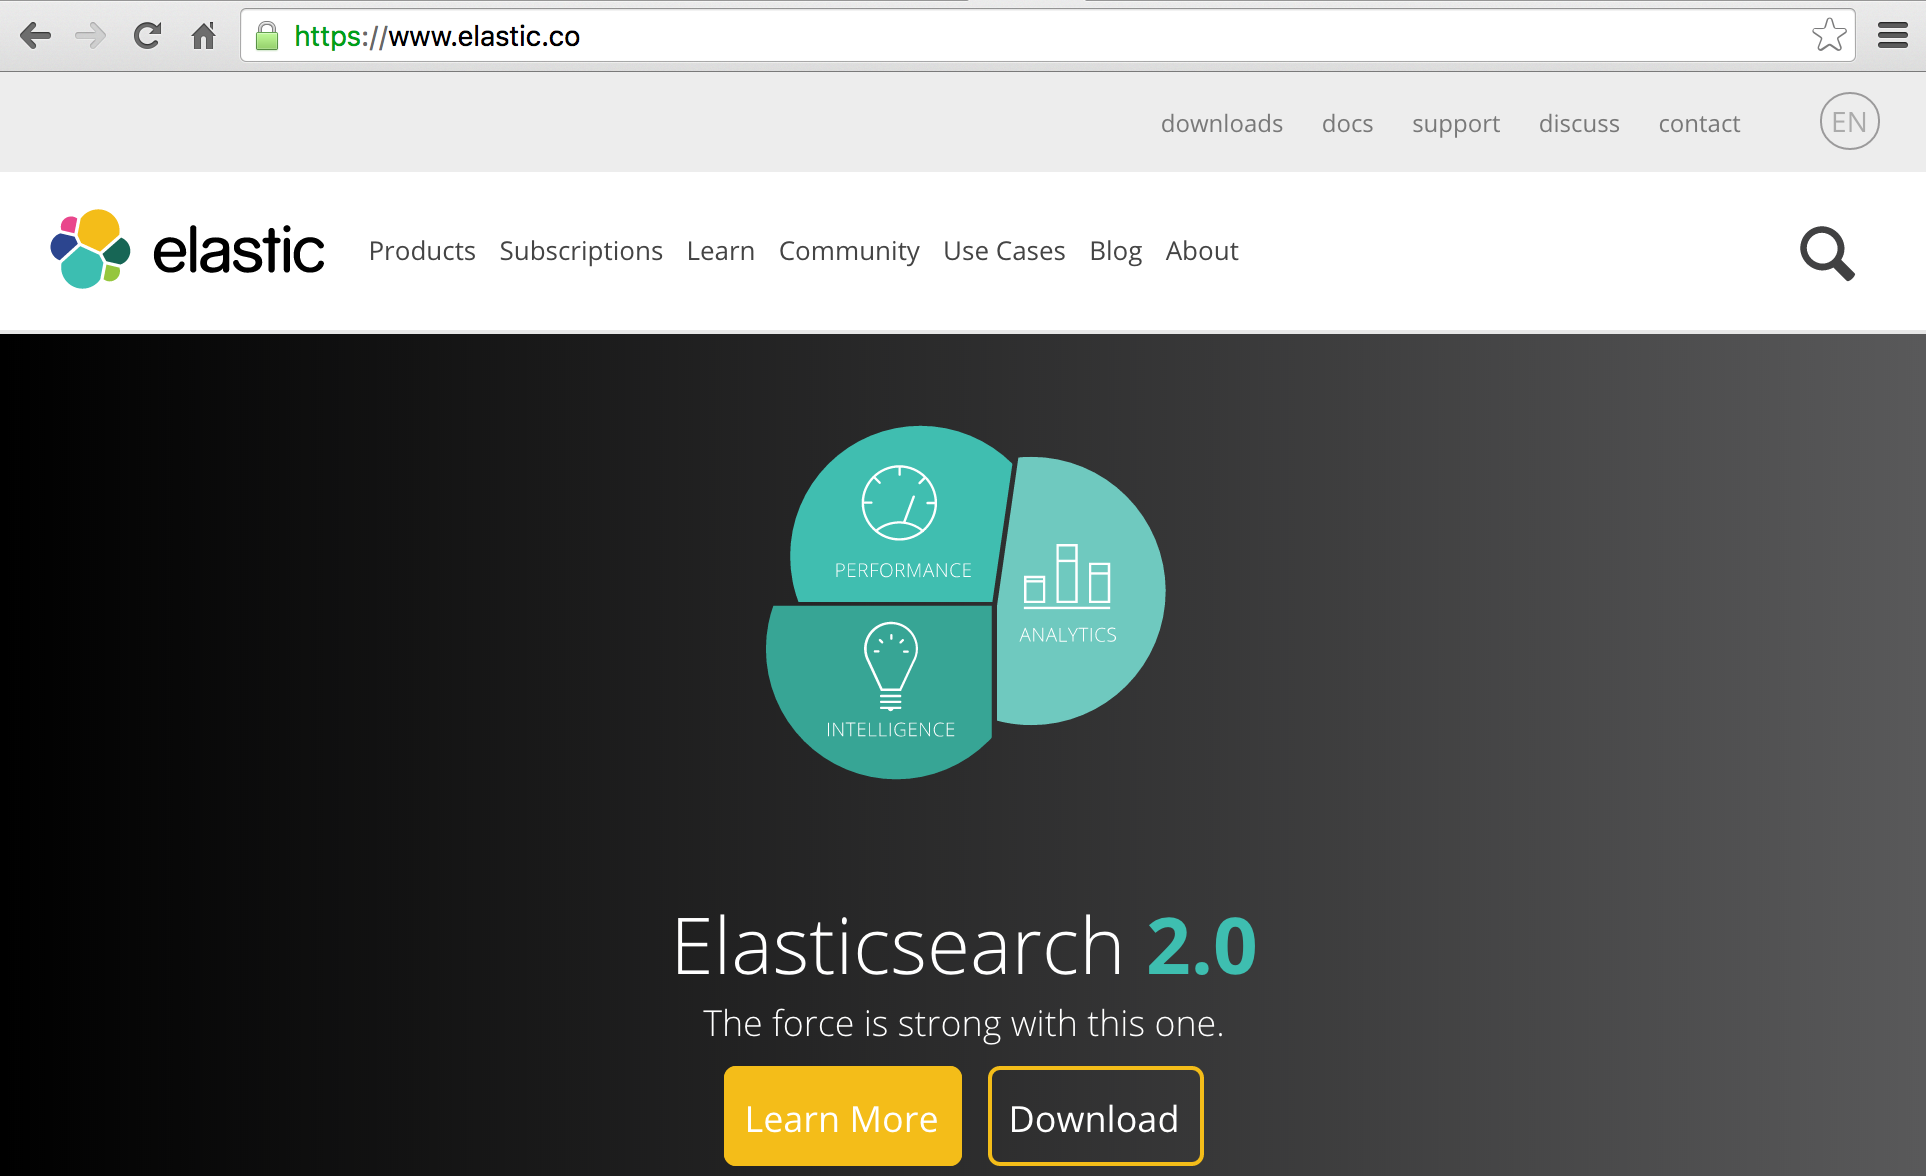 https://www.elastic.co
downloads docs support discuss contact EN
elastic Products Subscriptions Learn Community Use Cases Blog About
PERFORMANCE
ANALYTICS
INTELLIGENCE
Elasticsearch 2.0
The force is strong with this one.
Learn More Download